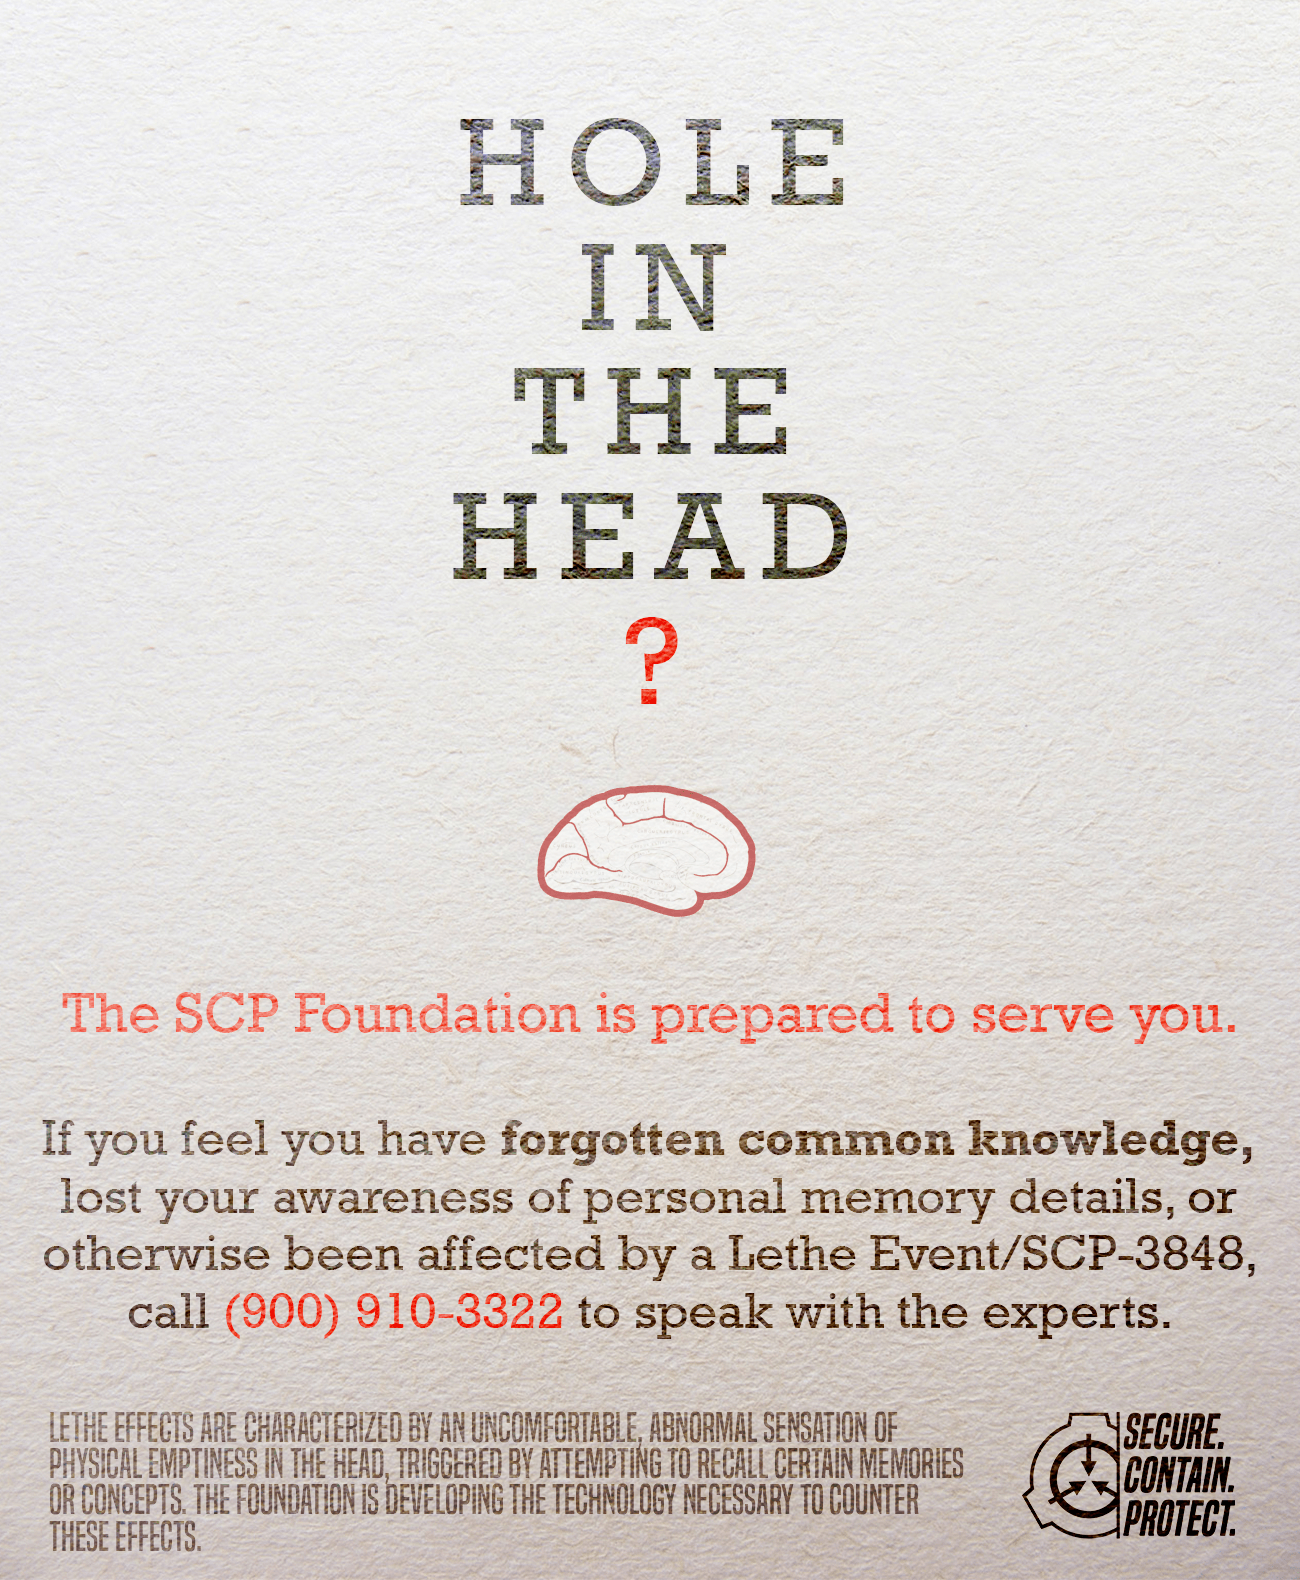 HOLE
IN
THE
HEAD
?
The SCP Foundation is prepared to serve you.
If you feel you have forgotten common knowledge,
lost your awareness of personal memory details, or
otherwise been affected by a Lethe Event/SCP-3848,
call (900) 910-3322 to speak with the experts.
LETHE EFFECTS ARE CHARACTERIZED BY AN UNCOMFORTABLE, ABNORMAL SENSATION OF
PHYSICAL EMPTINESS IN THE HEAD, TRIGGERED BY ATTEMPTING TO RECALL CERTAIN MEMORIES
OR CONCEPTS. THE FOUNDATION IS DEVELOPING THE TECHNOLOGY NECESSARY TO COUNTER
THESE EFFECTS.
SECURE.
CONTAIN.
PROTECT.